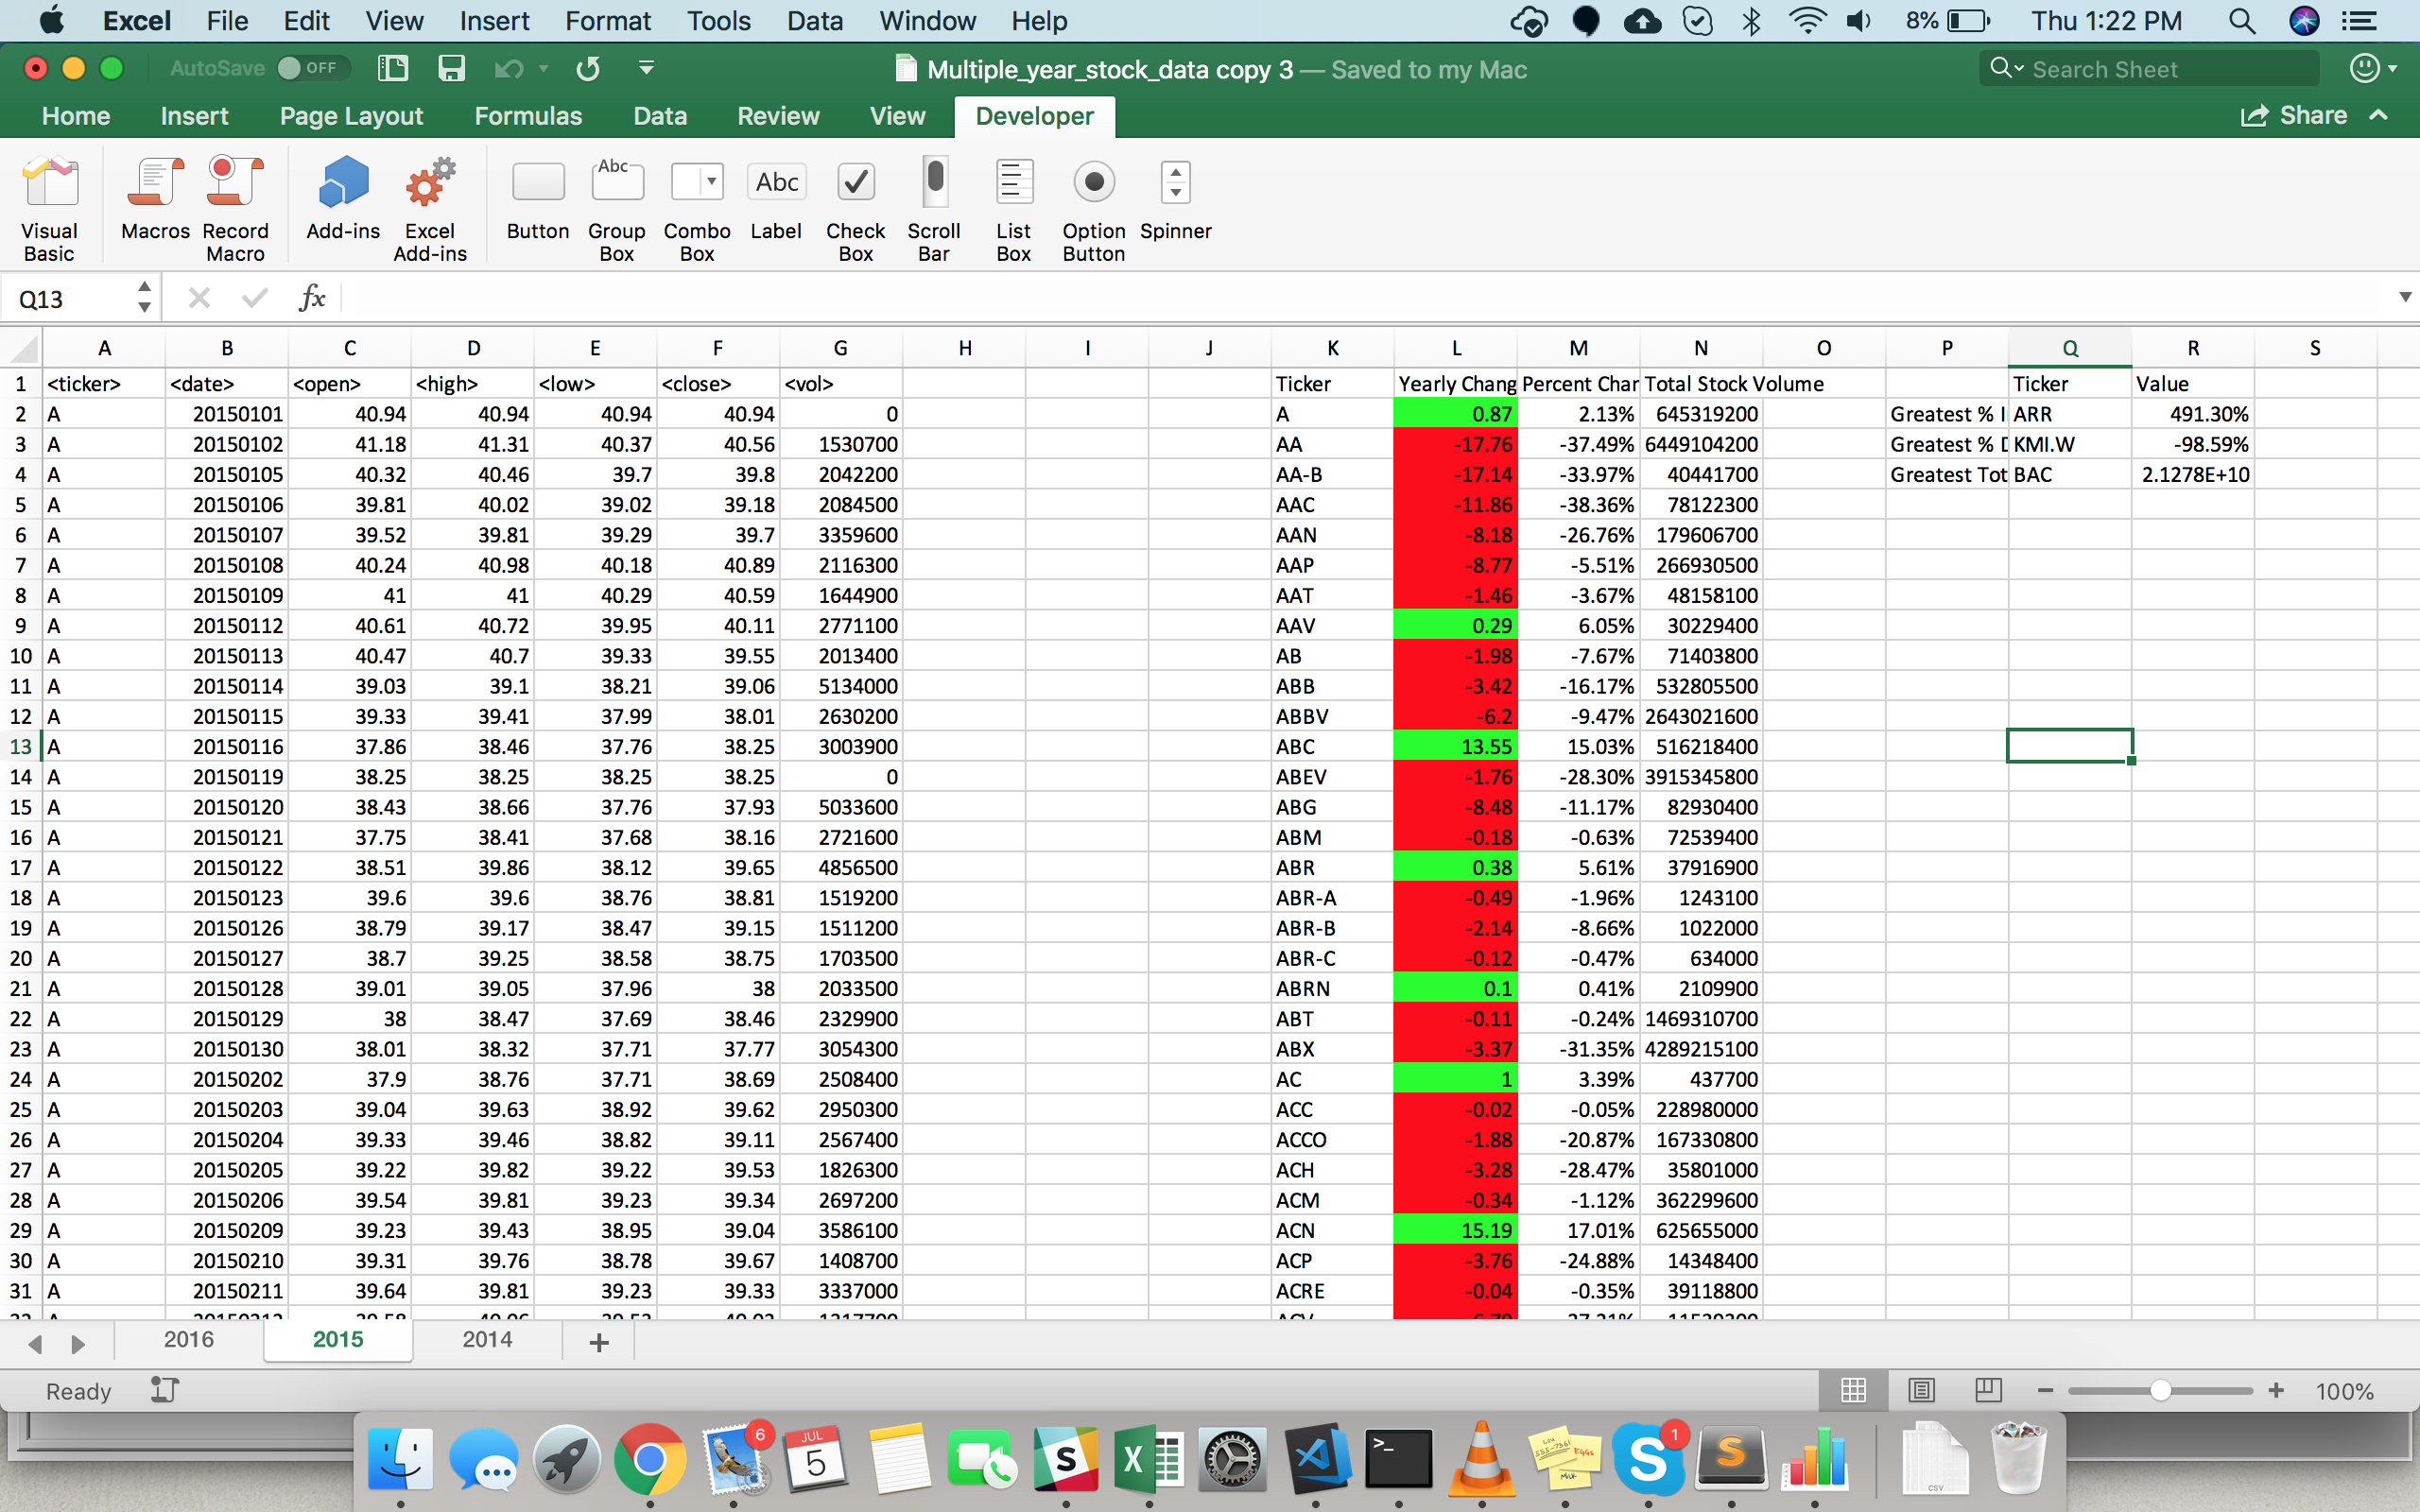 Excel File Edit View Insert Format Tools Data Window Help 8% Thu 1:22 PM
AutoSave OFF Multiple_year_stock_data copy 3 — Saved to my Mac Search Sheet
Home Insert Page Layout Formulas Data Review View Developer Share
Abc Abc
Visual Basic Macros Record Macro Add-ins Excel Add-ins Button Group Box Combo Box Label Check Box Scroll Bar List Box Option Button Spinner
Q13 fx
A B C D E F G H I J K L M N O P Q R S
1 <ticker> <date> <open> <high> <low> <close> <vol> Ticker Yearly Chang Percent Char Total Stock Volume Ticker Value
2 A 20150101 40.94 40.94 40.94 40.94 0 A 0.87 2.13% 645319200 Greatest % I ARR 491.30%
3 A 20150102 41.18 41.31 40.37 40.56 1530700 AA -17.76 -37.49% 6449104200 Greatest % D KMI.W -98.59%
4 A 20150105 40.32 40.46 39.7 39.8 2042200 AA-B -17.14 -33.97% 40441700 Greatest Tot BAC 2.1278E+10
5 A 20150106 39.81 40.02 39.02 39.18 2084500 AAC -11.86 -38.36% 78122300
6 A 20150107 39.52 39.81 39.29 39.7 3359600 AAN -8.18 -26.76% 179606700
7 A 20150108 40.24 40.98 40.18 40.89 2116300 AAP -8.77 -5.51% 266930500
8 A 20150109 41 41 40.29 40.59 1644900 AAT -1.46 -3.67% 48158100
9 A 20150112 40.61 40.72 39.95 40.11 2771100 AAV 0.29 6.05% 30229400
10 A 20150113 40.47 40.7 39.33 39.55 2013400 AB -1.98 -7.67% 71403800
11 A 20150114 39.03 39.1 38.21 39.06 5134000 ABB -3.42 -16.17% 532805500
12 A 20150115 39.33 39.41 37.99 38.01 2630200 ABBV -6.2 -9.47% 2643021600
13 A 20150116 37.86 38.46 37.76 38.25 3003900 ABC 13.55 15.03% 516218400
14 A 20150119 38.25 38.25 38.25 38.25 0 ABEV -1.76 -28.30% 3915345800
15 A 20150120 38.43 38.66 37.76 37.93 5033600 ABG -8.48 -11.17% 82930400
16 A 20150121 37.75 38.41 37.68 38.16 2721600 ABM -0.18 -0.63% 72539400
17 A 20150122 38.51 39.86 38.12 39.65 4856500 ABR 0.38 5.61% 37916900
18 A 20150123 39.6 39.6 38.76 38.81 1519200 ABR-A -0.49 -1.96% 1243100
19 A 20150126 38.79 39.17 38.47 39.15 1511200 ABR-B -2.14 -8.66% 1022000
20 A 20150127 38.7 39.25 38.58 38.75 1703500 ABR-C -0.12 -0.47% 634000
21 A 20150128 39.01 39.05 37.96 38 2033500 ABRN 0.1 0.41% 2109900
22 A 20150129 38 38.47 37.69 38.46 2329900 ABT -0.11 -0.24% 1469310700
23 A 20150130 38.01 38.32 37.71 37.77 3054300 ABX -3.37 -31.35% 4289215100
24 A 20150202 37.9 38.76 37.71 38.69 2508400 AC 1 3.39% 437700
25 A 20150203 39.04 39.63 38.92 39.62 2950300 ACC -0.02 -0.05% 228980000
26 A 20150204 39.33 39.46 38.82 39.11 2567400 ACCO -1.88 -20.87% 167330800
27 A 20150205 39.22 39.82 39.22 39.53 1826300 ACH -3.28 -28.47% 35801000
28 A 20150206 39.54 39.81 39.23 39.34 2697200 ACM -0.34 -1.12% 362299600
29 A 20150209 39.23 39.43 38.95 39.04 3586100 ACN 15.19 17.01% 625655000
30 A 20150210 39.31 39.76 38.78 39.67 1408700 ACP -3.76 -24.88% 14348400
31 A 20150211 39.64 39.81 39.23 39.33 3337000 ACRE -0.04 -0.35% 39118800
2016 2015 2014 +
Ready 100%
6 JUL 5 S X >_ S 1 S CSV